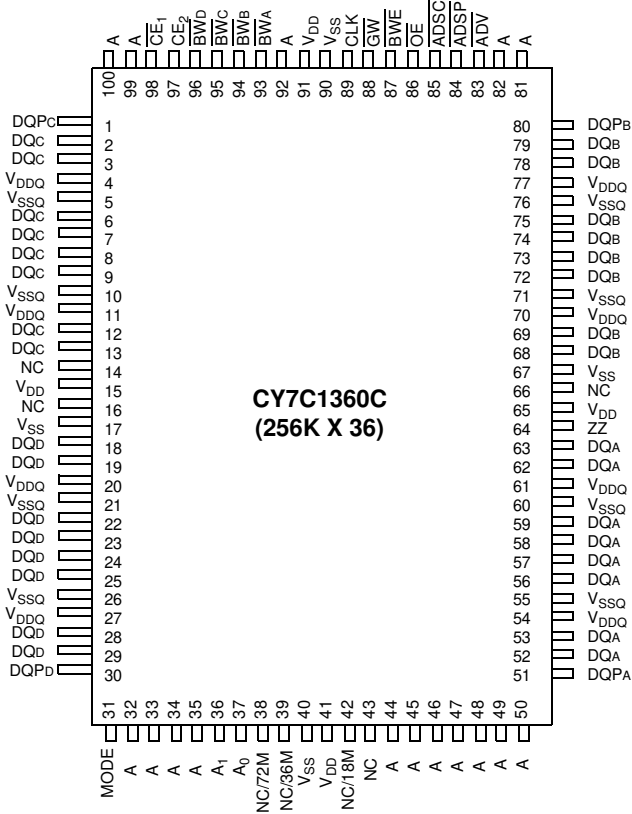 A
A
CE1
CE2
BWD
BWC
BWB
BWA
A
VDD
VSS
CLK
GW
BWE
OE
ADSC
ADSP
ADV
A
A
100
99
98
97
96
95
94
93
92
91
90
89
88
87
86
85
84
83
82
81
DQPC 1
DQC 2
DQC 3
VDDQ 4
VSSQ 5
DQC 6
DQC 7
DQC 8
DQC 9
VSSQ 10
VDDQ 11
DQC 12
DQC 13
NC 14
VDD 15
NC 16
VSS 17
DQD 18
DQD 19
VDDQ 20
VSSQ 21
DQD 22
DQD 23
DQD 24
DQD 25
VSSQ 26
VDDQ 27
DQD 28
DQD 29
DQPD 30
CY7C1360C
(256K X 36)
80 DQPB
79 DQB
78 DQB
77 VDDQ
76 VSSQ
75 DQB
74 DQB
73 DQB
72 DQB
71 VSSQ
70 VDDQ
69 DQB
68 DQB
67 VSS
66 NC
65 VDD
64 ZZ
63 DQA
62 DQA
61 VDDQ
60 VSSQ
59 DQA
58 DQA
57 DQA
56 DQA
55 VSSQ
54 VDDQ
53 DQA
52 DQA
51 DQPA
31
32
33
34
35
36
37
38
39
40
41
42
43
44
45
46
47
48
49
50
MODE
A
A
A
A
A1
A0
NC/72M
NC/36M
VSS
VDD
NC/18M
NC
A
A
A
A
A
A
A